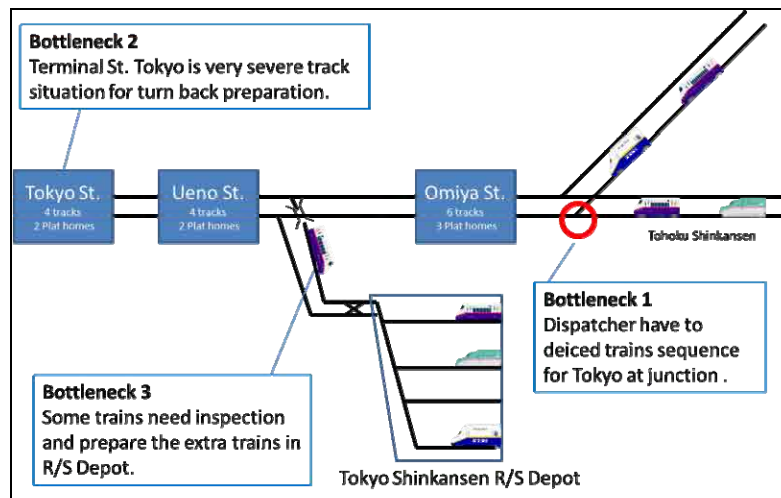 Bottleneck 2
Terminal St. Tokyo is very severe track
situation for turn back preparation.
Tokyo St.
4 tracks
2 Plat homes
Ueno St.
4 tracks
2 Plat homes
Omiya St.
6 tracks
3 Plat homes
Tohoku Shinkansen
Bottleneck 1
Dispatcher have to
deiced trains sequence
for Tokyo at junction .
Bottleneck 3
Some trains need inspection
and prepare the extra trains in
R/S Depot.
Tokyo Shinkansen R/S Depot